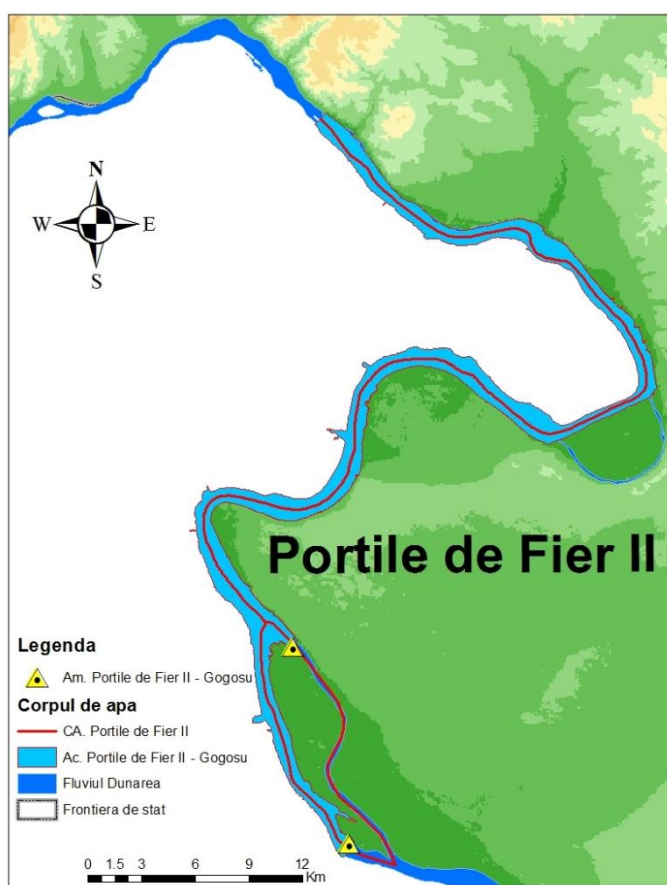 N
W E
S
Portile de Fier II
Legenda
Am. Portile de Fier II - Gogosu
Corpul de apa
CA. Portile de Fier II
Ac. Portile de Fier II - Gogosu
Fluviul Dunarea
Frontiera de stat
0 1.5 3 6 9 12
Km